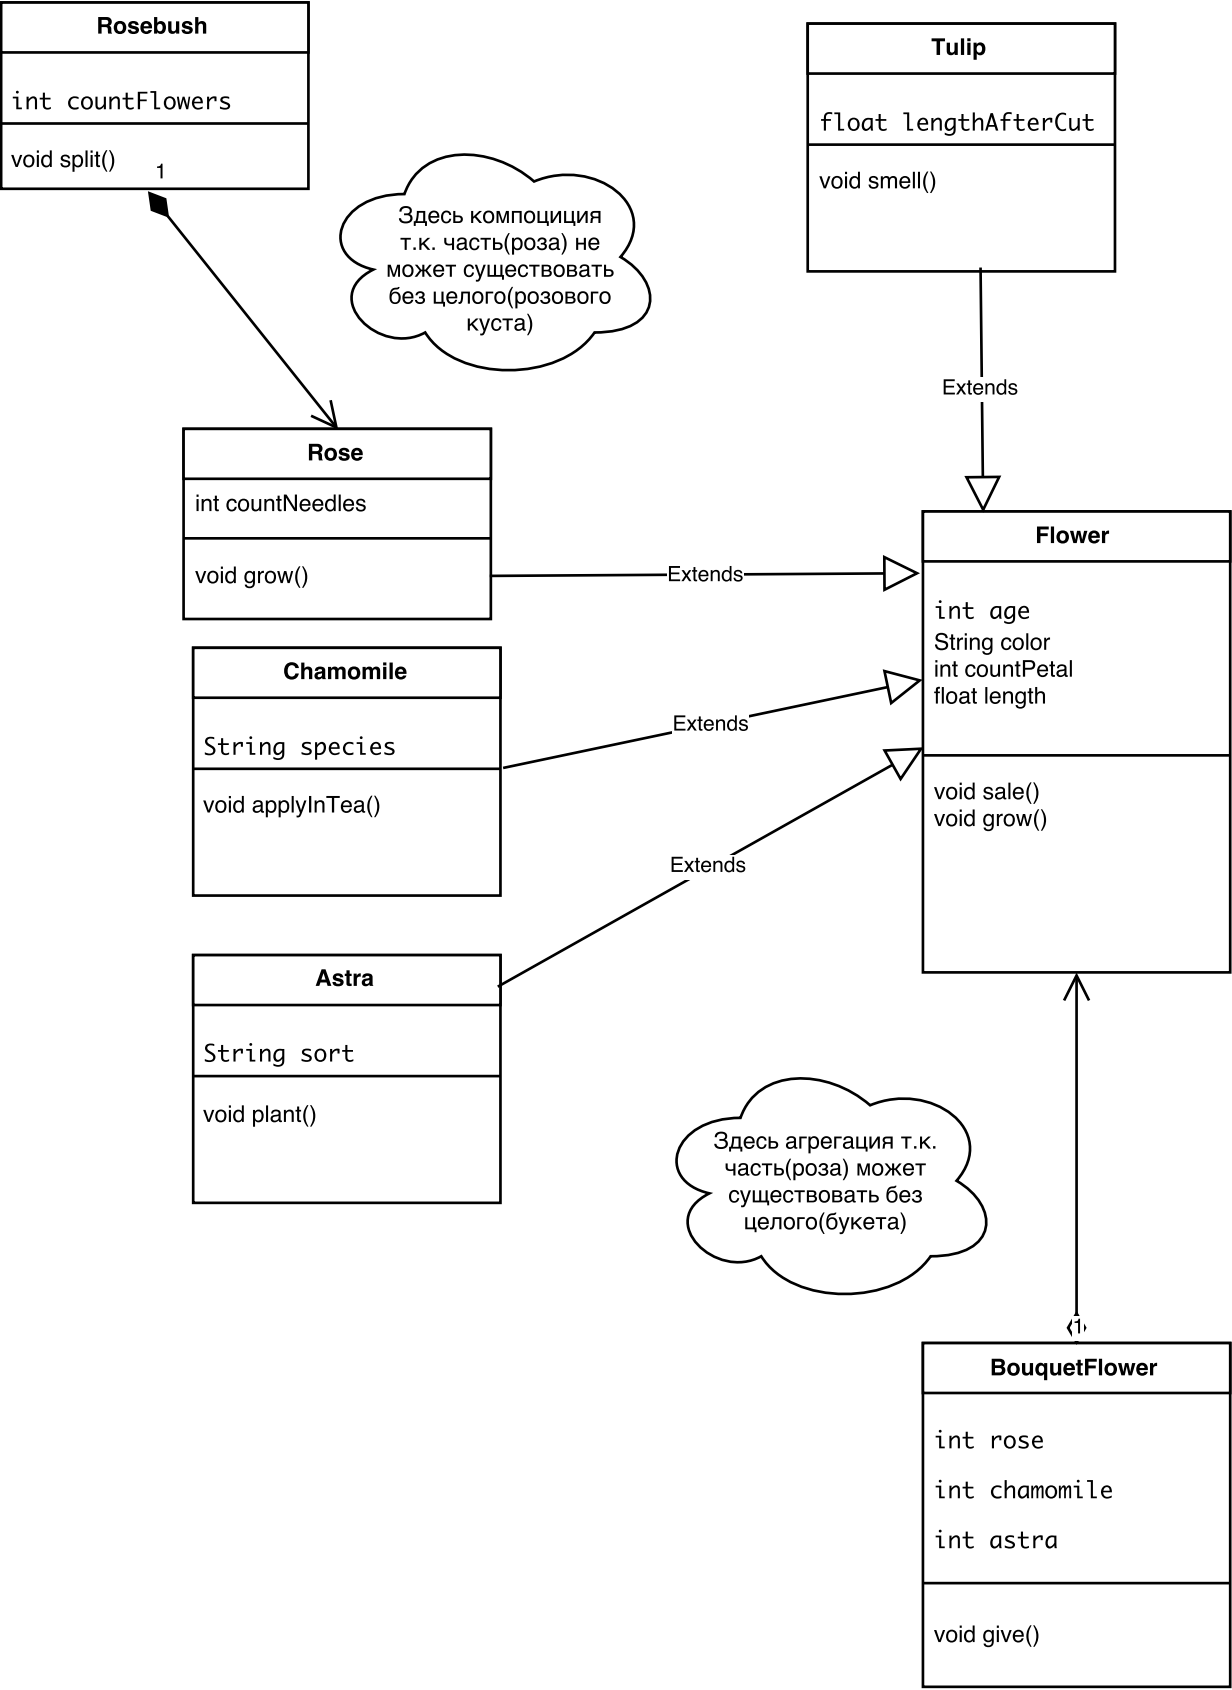 Rosebush
int countFlowers
void split()
1
Tulip
float lengthAfterCut
void smell()
Здесь компоциция
т.к. часть(роза) не
может существовать
без целого(розового
куста)
Extends
Rose
int countNeedles
void grow()
Extends
Flower
int age
String color
int countPetal
float length
void sale()
void grow()
Chamomile
String species
void applyInTea()
Extends
Extends
Astra
String sort
void plant()
Здесь агрегация т.к.
часть(роза) может
существовать без
целого(букета)
1
BouquetFlower
int rose
int chamomile
int astra
void give()